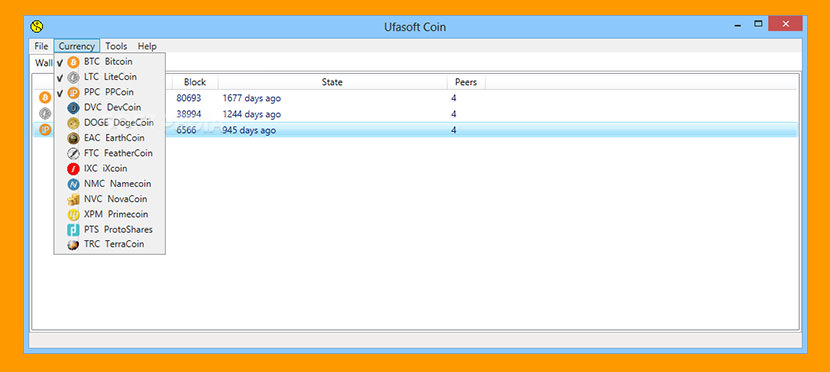 Ufasoft Coin
File Currency Tools Help
Wall
Block State Peers
80693 1677 days ago 4
38994 1244 days ago 4
6566 945 days ago 4
BTC Bitcoin
LTC LiteCoin
PPC PPCoin
DVC DevCoin
DOGE DogeCoin
EAC EarthCoin
FTC FeatherCoin
IXC iXcoin
NMC Namecoin
NVC NovaCoin
XPM Primecoin
PTS ProtoShares
TRC TerraCoin